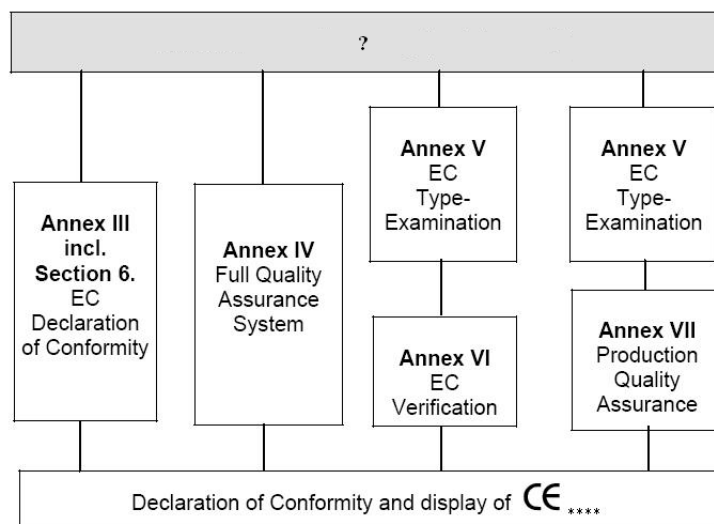 ?
Annex III
incl.
Section 6.
EC
Declaration
of Conformity
Annex IV
Full Quality
Assurance
System
Annex V
EC
Type-
Examination
Annex VI
EC
Verification
Annex V
EC
Type-
Examination
Annex VII
Production
Quality
Assurance
Declaration of Conformity and display of CE ****